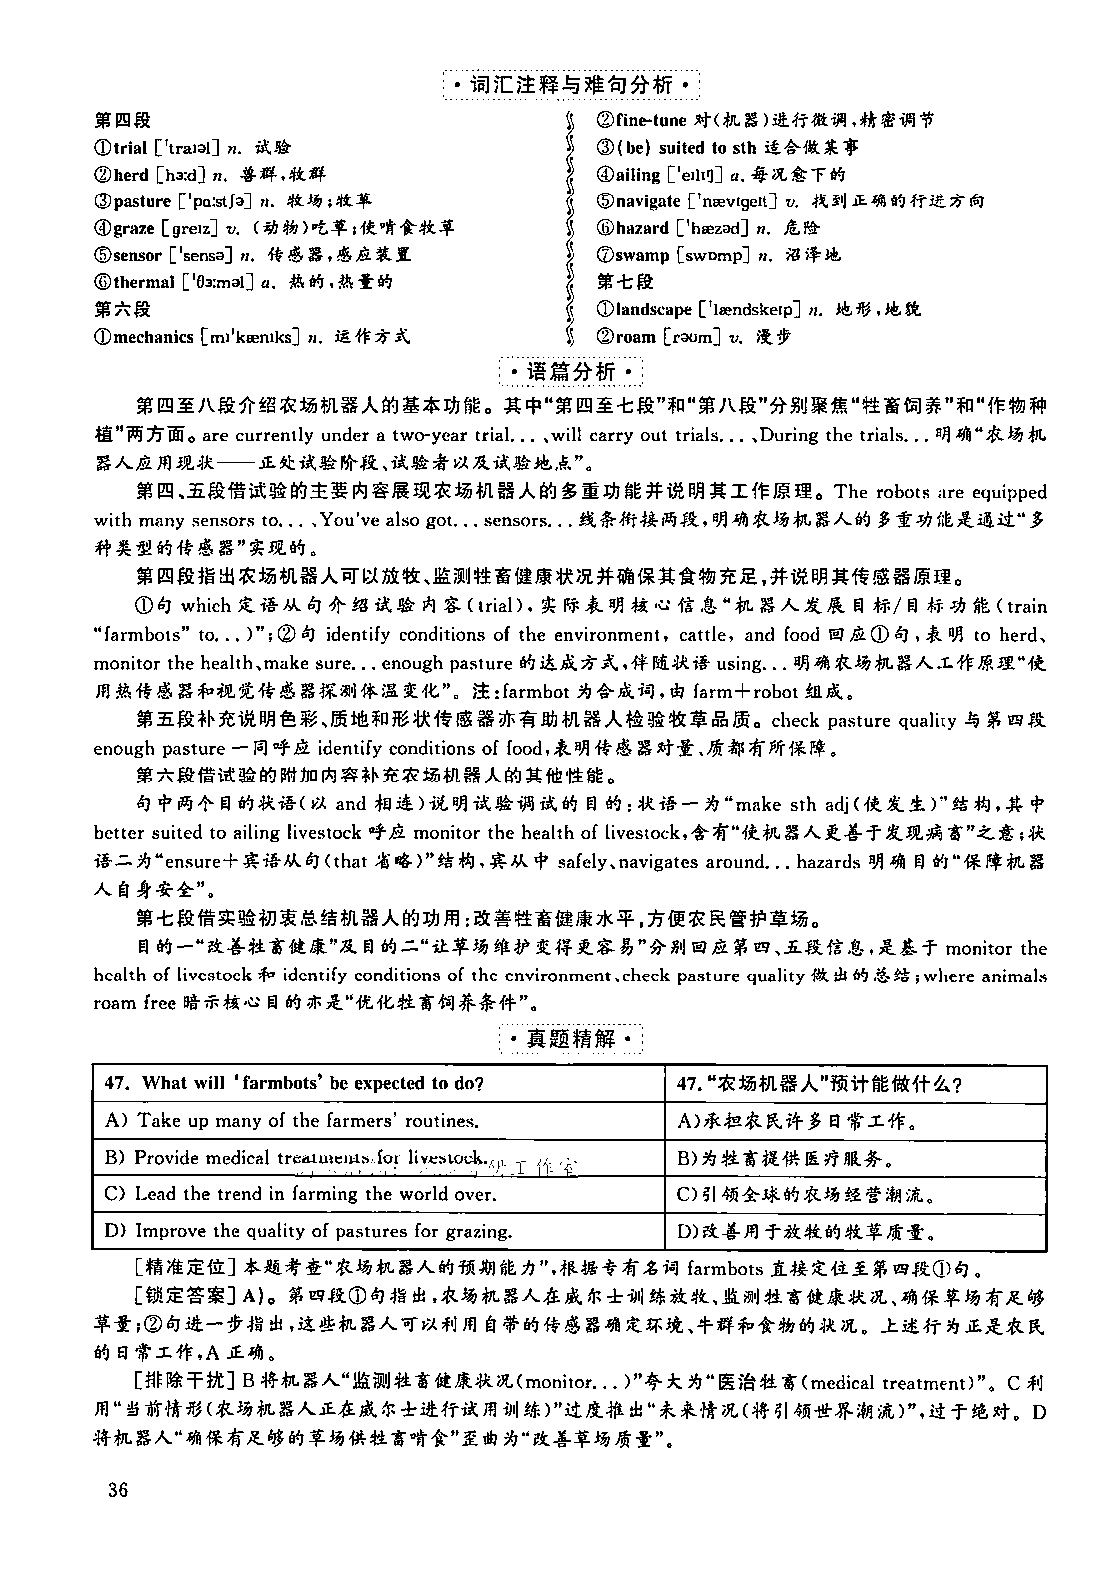 ·词汇注释与难句分析·
第四段
①trial [ˈtraɪəl] n. 试验
②herd [hɜːd] n. 兽群,牧群
③pasture [ˈpɑːstʃə] n. 牧场;牧草
④graze [greɪz] v. (动物)吃草;使啃食牧草
⑤sensor [ˈsensə] n. 传感器,感应装置
⑥thermal [ˈθɜːməl] a. 热的,热量的
第六段
①mechanics [mɪˈkænɪks] n. 运作方式
②fine-tune 对(机器)进行微调,精密调节
③(be) suited to sth 适合做某事
④ailing [ˈeɪlɪŋ] a. 每况愈下的
⑤navigate [ˈnævɪgeɪt] v. 找到正确的行进方向
⑥hazard [ˈhæzəd] n. 危险
⑦swamp [swɒmp] n. 沼泽地
第七段
①landscape [ˈlændskeɪp] n. 地形,地貌
②roam [rəʊm] v. 漫步
·语篇分析·
第四至八段介绍农场机器人的基本功能。其中“第四至七段”和“第八段”分别聚焦“牲畜饲养”和“作物种
植”两方面。are currently under a two-year trial...、will carry out trials...、During the trials...明确“农场机
器人应用现状——正处试验阶段、试验者以及试验地点”。
第四、五段借试验的主要内容展现农场机器人的多重功能并说明其工作原理。The robots are equipped
with many sensors to...、You've also got... sensors...线条衔接两段,明确农场机器人的多重功能是通过“多
种类型的传感器”实现的。
第四段指出农场机器人可以放牧、监测牲畜健康状况并确保其食物充足,并说明其传感器原理。
①句 which 定语从句介绍试验内容(trial),实际表明核心信息“机器人发展目标/目标功能(train
“farmbots” to...)”;②句 identify conditions of the environment, cattle, and food 回应①句,表明 to herd、
monitor the health、make sure... enough pasture 的达成方式,伴随状语 using...明确农场机器人工作原理“使
用热传感器和视觉传感器探测体温变化”。注:farmbot 为合成词,由 farm+robot 组成。
第五段补充说明色彩、质地和形状传感器亦有助机器人检验牧草品质。check pasture quality 与第四段
enough pasture 一同呼应 identify conditions of food,表明传感器对量、质都有所保障。
第六段借试验的附加内容补充农场机器人的其他性能。
句中两个目的状语(以 and 相连)说明试验调试的目的:状语一为“make sth adj(使发生)”结构,其中
better suited to ailing livestock 呼应 monitor the health of livestock,含有“使机器人更善于发现病畜”之意;状
语二为“ensure+宾语从句(that 省略)”结构,宾从中 safely、navigates around... hazards 明确目的“保障机器
人自身安全”。
第七段借实验初衷总结机器人的功用:改善牲畜健康水平,方便农民管护草场。
目的一“改善牲畜健康”及目的二“让草场维护变得更容易”分别回应第四、五段信息,是基于 monitor the
health of livestock 和 identify conditions of the environment、check pasture quality 做出的总结;where animals
roam free 暗示核心目的亦是“优化牲畜饲养条件”。
·真题精解·
47. What will ‘farmbots’ be expected to do?
47.“农场机器人”预计能做什么?
A) Take up many of the farmers’ routines.
A)承担农民许多日常工作。
B) Provide medical treatments for livestock.
B)为牲畜提供医疗服务。
C) Lead the trend in farming the world over.
C)引领全球的农场经营潮流。
D) Improve the quality of pastures for grazing.
D)改善用于放牧的牧草质量。
[精准定位]本题考查“农场机器人的预期能力”,根据专有名词 farmbots 直接定位至第四段①句。
[锁定答案]A)。第四段①句指出,农场机器人在威尔士训练放牧、监测牲畜健康状况、确保草场有足够
草量;②句进一步指出,这些机器人可以利用自带的传感器确定环境、牛群和食物的状况。上述行为正是农民
的日常工作,A 正确。
[排除干扰]B 将机器人“监测牲畜健康状况(monitor...)”夸大为“医治牲畜(medical treatment)”。C 利
用“当前情形(农场机器人正在威尔士进行试用训练)”过度推出“未来情况(将引领世界潮流)”,过于绝对。D
将机器人“确保有足够的草场供牲畜啃食”歪曲为“改善草场质量”。
36